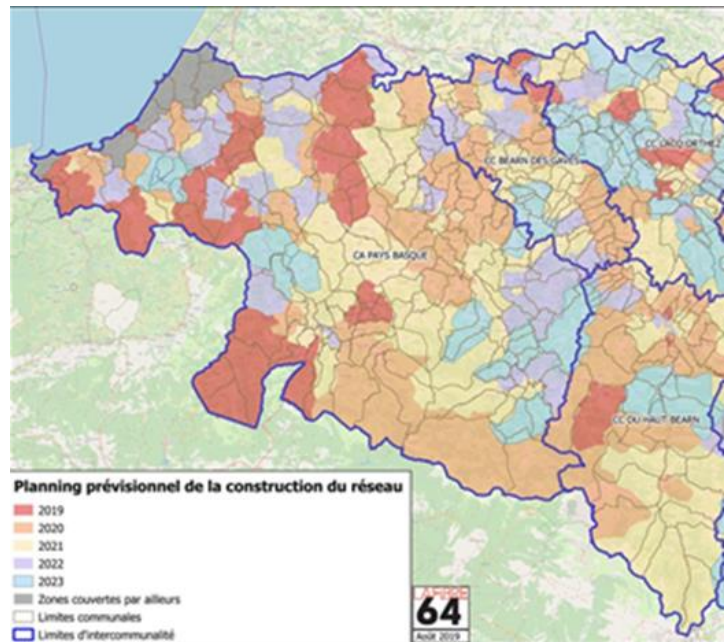 CC LACQ ORTHEZ
CC BEARN DES GAVES
CA PAYS BASQUE
CC DU HAUT BEARN
Planning prévisionnel de la construction du réseau
2019
2020
2021
2022
2023
Zones couvertes par ailleurs
Limites communales
Limites d'intercommunalité
64
Août 2019